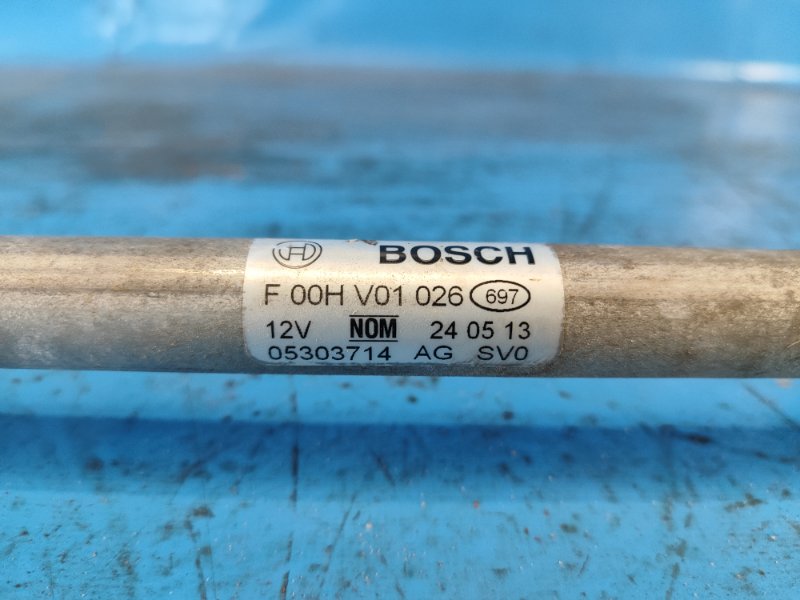 BOSCH
F 00H V01 026 697
12V NOM 24 05 13
05303714 AG SV0